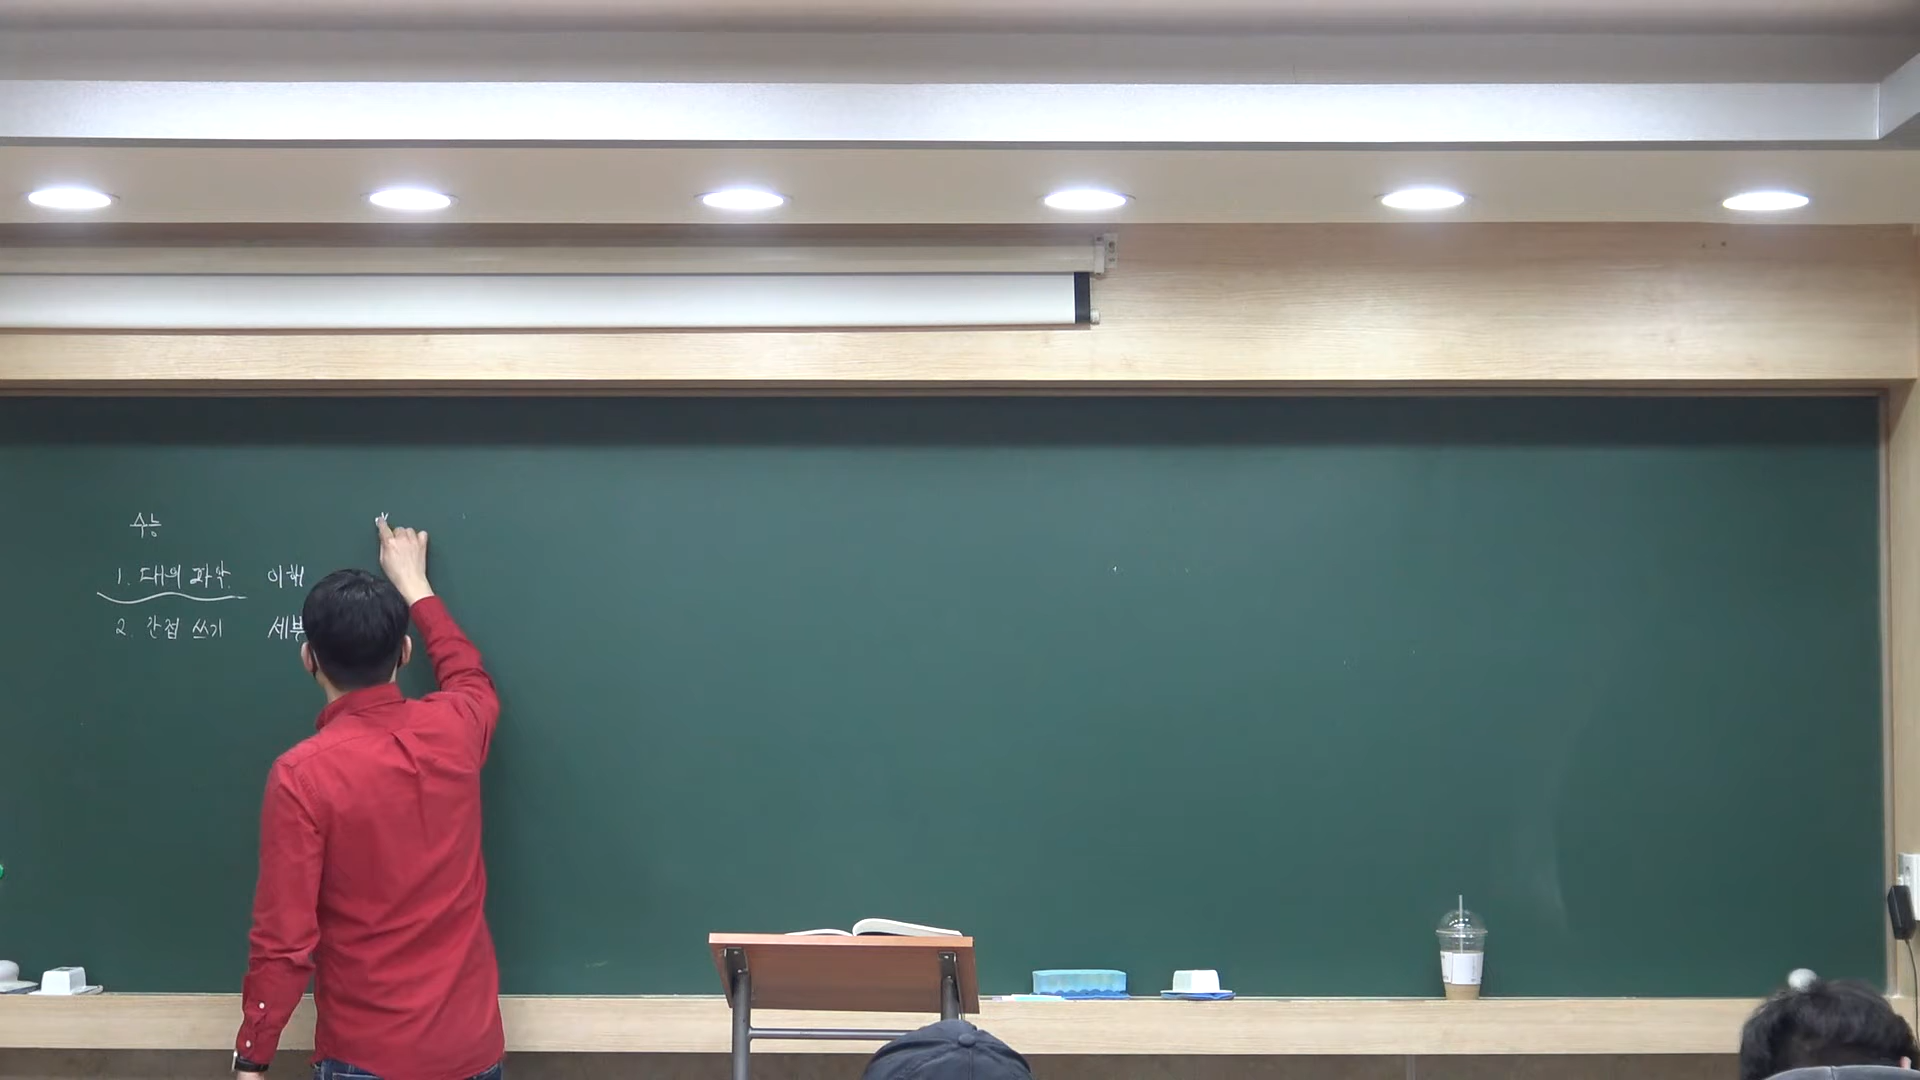 수능
1. 대의 파악 이해
2. 간접 쓰기 세부